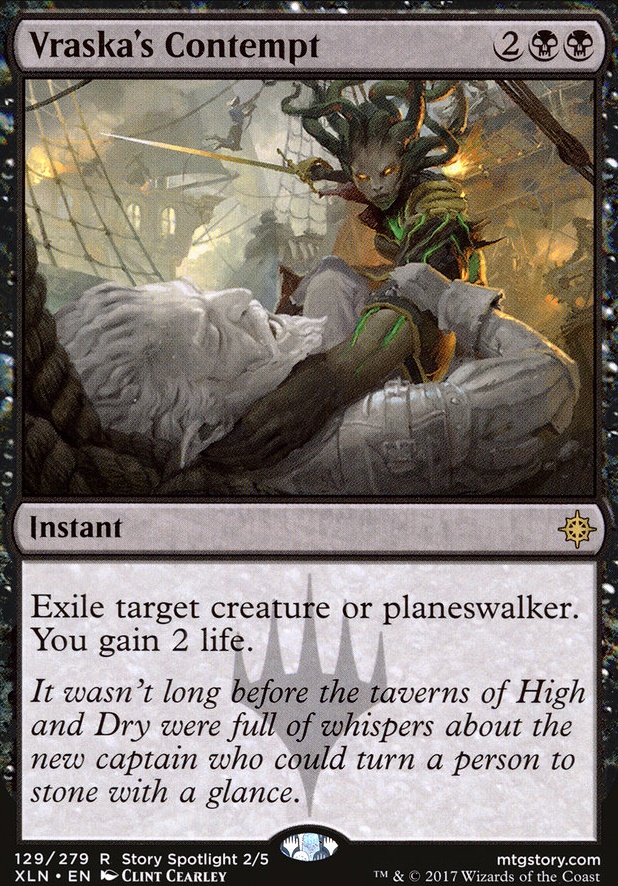 Vraska's Contempt 2
Instant
Exile target creature or planeswalker.
You gain 2 life.
It wasn't long before the taverns of High
and Dry were full of whispers about the
new captain who could turn a person to
stone with a glance.
129/279 R Story Spotlight 2/5 mtgstory.com
XLN • EN Clint Cearley ™ & © 2017 Wizards of the Coast